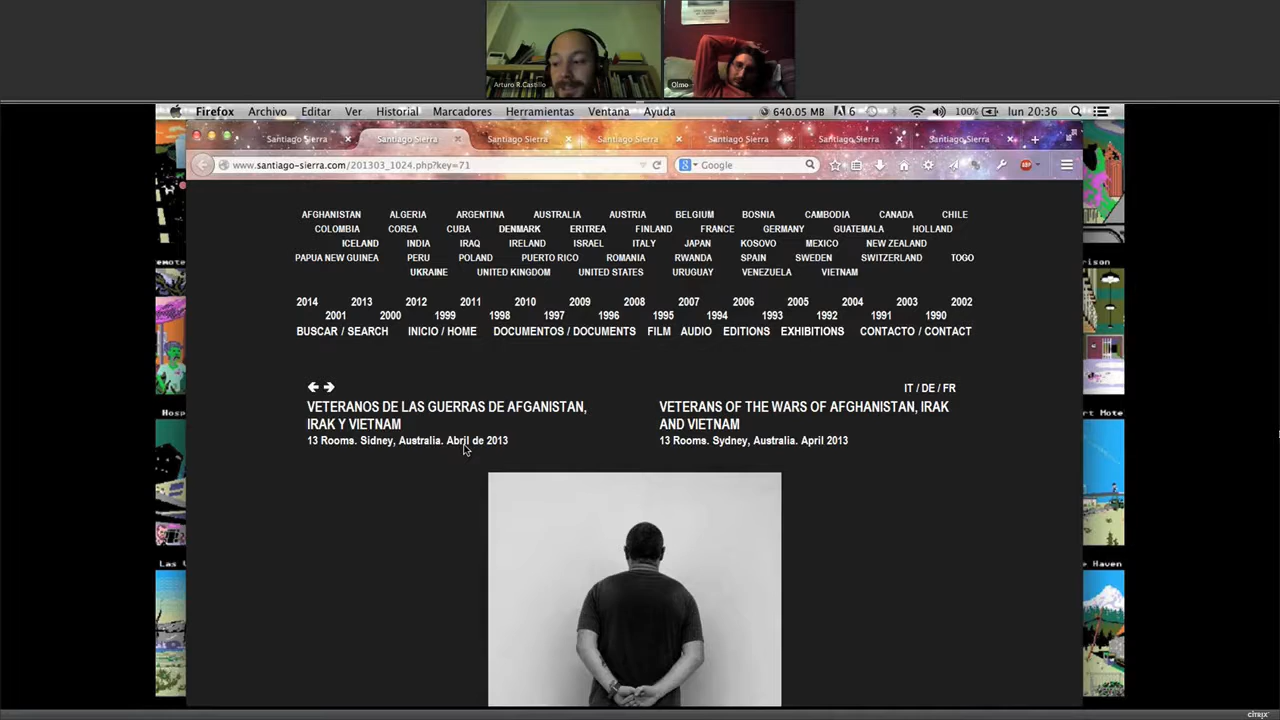 Arturo R.Castillo
Olmo
Firefox Archivo Editar Ver Historial Marcadores Herramientas Ventana Ayuda 640.05 MB 6 100% lun 20:36
Santiago Sierra Santiago Sierra Santiago Sierra Santiago Sierra Santiago Sierra Santiago Sierra Santiago Sierra
www.santiago-sierra.com/201303_1024.php?key=71 Google
AFGHANISTAN ALGERIA ARGENTINA AUSTRALIA AUSTRIA BELGIUM BOSNIA CAMBODIA CANADA CHILE
COLOMBIA COREA CUBA DENMARK ERITREA FINLAND FRANCE GERMANY GUATEMALA HOLLAND
ICELAND INDIA IRAQ IRELAND ISRAEL ITALY JAPAN KOSOVO MEXICO NEW ZEALAND
PAPUA NEW GUINEA PERU POLAND PUERTO RICO ROMANIA RWANDA SPAIN SWEDEN SWITZERLAND TOGO
UKRAINE UNITED KINGDOM UNITED STATES URUGUAY VENEZUELA VIETNAM
2014 2013 2012 2011 2010 2009 2008 2007 2006 2005 2004 2003 2002
2001 2000 1999 1998 1997 1996 1995 1994 1993 1992 1991 1990
BUSCAR / SEARCH INICIO / HOME DOCUMENTOS / DOCUMENTS FILM AUDIO EDITIONS EXHIBITIONS CONTACTO / CONTACT
IT / DE / FR
VETERANOS DE LAS GUERRAS DE AFGANISTAN,
IRAK Y VIETNAM
13 Rooms. Sidney, Australia. Abril de 2013
VETERANS OF THE WARS OF AFGHANISTAN, IRAK
AND VIETNAM
13 Rooms. Sydney, Australia. April 2013
CITRIX